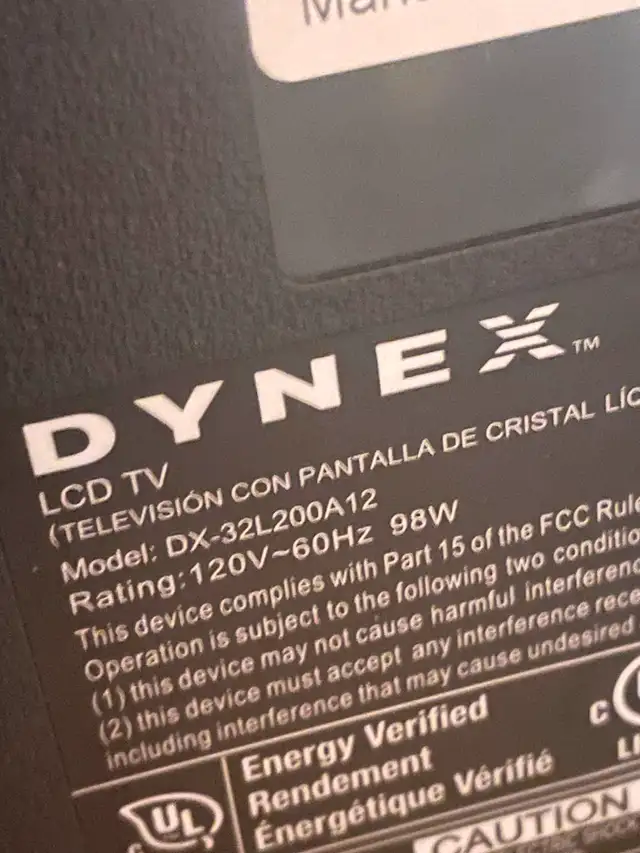 DYNEX™
LCD TV
(TELEVISIÓN CON PANTALLA DE CRISTAL
Model: DX-32L200A12
Rating:120V~60Hz 98W
This device complies with Part 15 of the FCC
Operation is subject to the following two
(1) this device may not cause harmful
(2) this device must accept any interference
including interference that may cause undesired
Energy Verified
Rendement
Énergétique Vérifié
C
UL
CAUTION